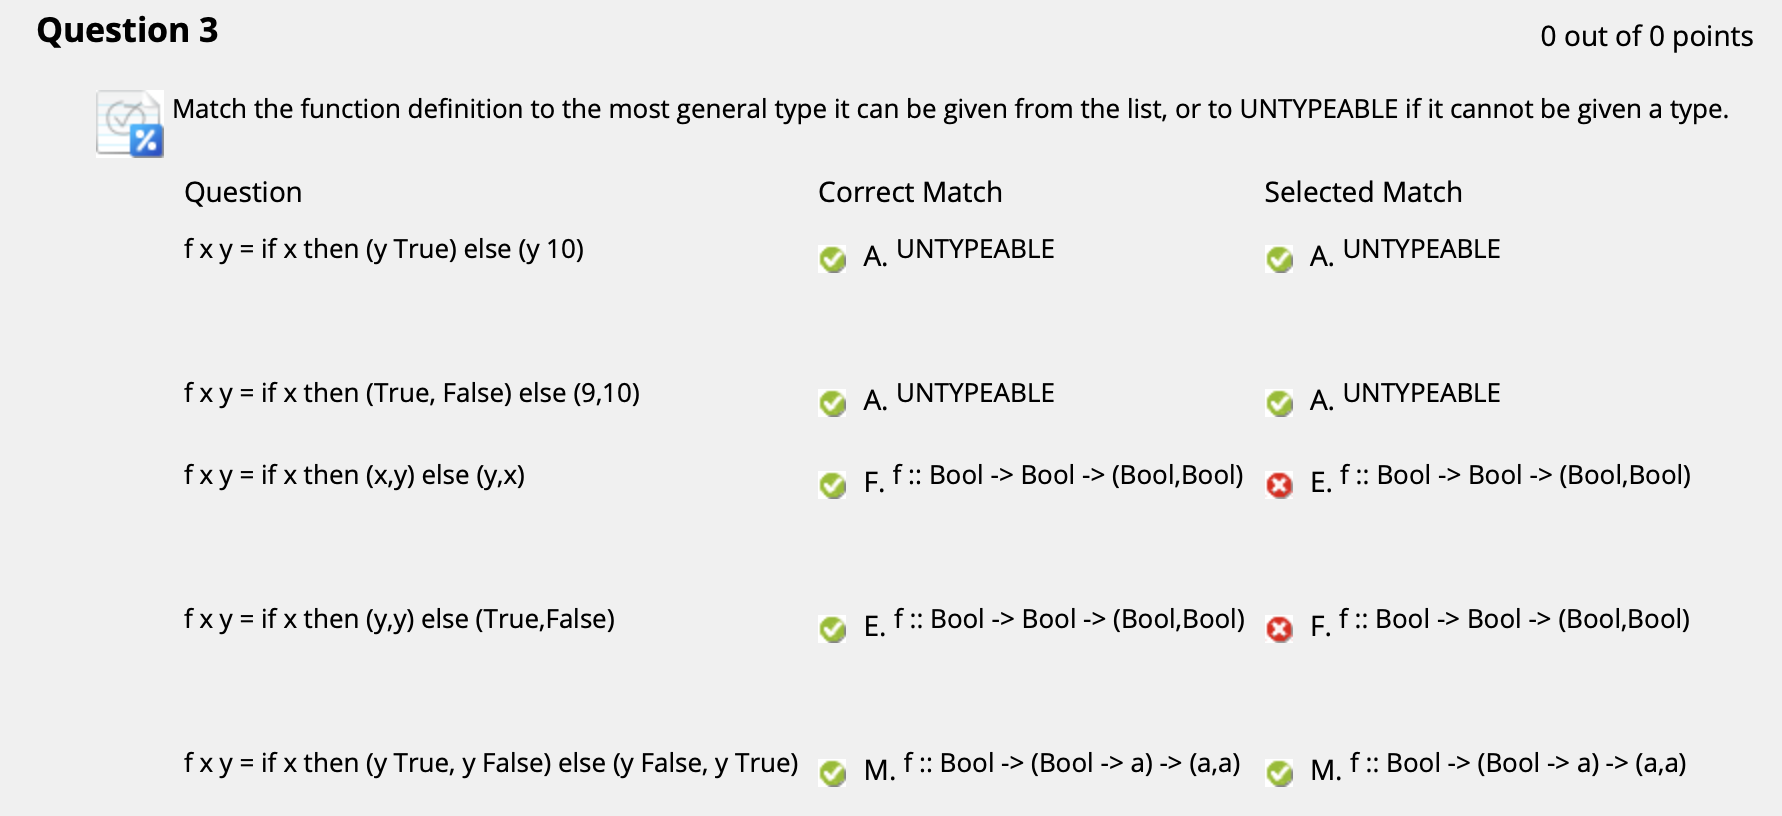 Question 3
0 out of 0 points
Match the function definition to the most general type it can be given from the list, or to UNTYPEABLE if it cannot be given a type.
Question Correct Match Selected Match
f x y = if x then (y True) else (y 10) A. UNTYPEABLE A. UNTYPEABLE
f x y = if x then (True, False) else (9,10) A. UNTYPEABLE A. UNTYPEABLE
f x y = if x then (x,y) else (y,x) F. f :: Bool -> Bool -> (Bool,Bool) E. f :: Bool -> Bool -> (Bool,Bool)
f x y = if x then (y,y) else (True,False) E. f :: Bool -> Bool -> (Bool,Bool) F. f :: Bool -> Bool -> (Bool,Bool)
f x y = if x then (y True, y False) else (y False, y True) M. f :: Bool -> (Bool -> a) -> (a,a) M. f :: Bool -> (Bool -> a) -> (a,a)